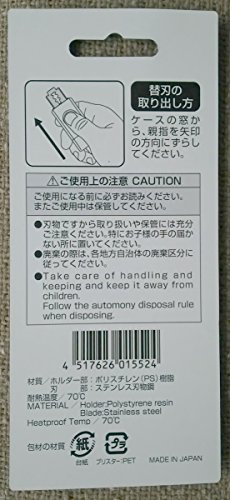 替刃の
取り出し方
ケースの窓か
ら、親指を矢印
の方向にずらし
てください。
⚠ご使用上の注意 CAUTION
ご使用になる前に必ずお読みください。
またご使用中は保管してください。
●刃物ですから取り扱いや保管には充分
ご注意ください。特にお子様の手の届か
ない所に置いてください。
●廃棄の際は、各地方自治体の廃棄区分に
従ってください。
●Take care of handling and
keeping and keep it away from
children.
Follow the automony disposal rule
when disposing.
4 517626 015524
材質/ホルダー部:ポリスチレン(PS)樹脂
刃 部:ステンレス刃物鋼
耐熱温度/70℃
MATERIAL / Holder:Polystyrene resin
Blade:Stainless steel
Heetproof Temp / 70℃
包材の材質
紙
台紙
プラ
ブリスター:PET
MADE IN JAPAN